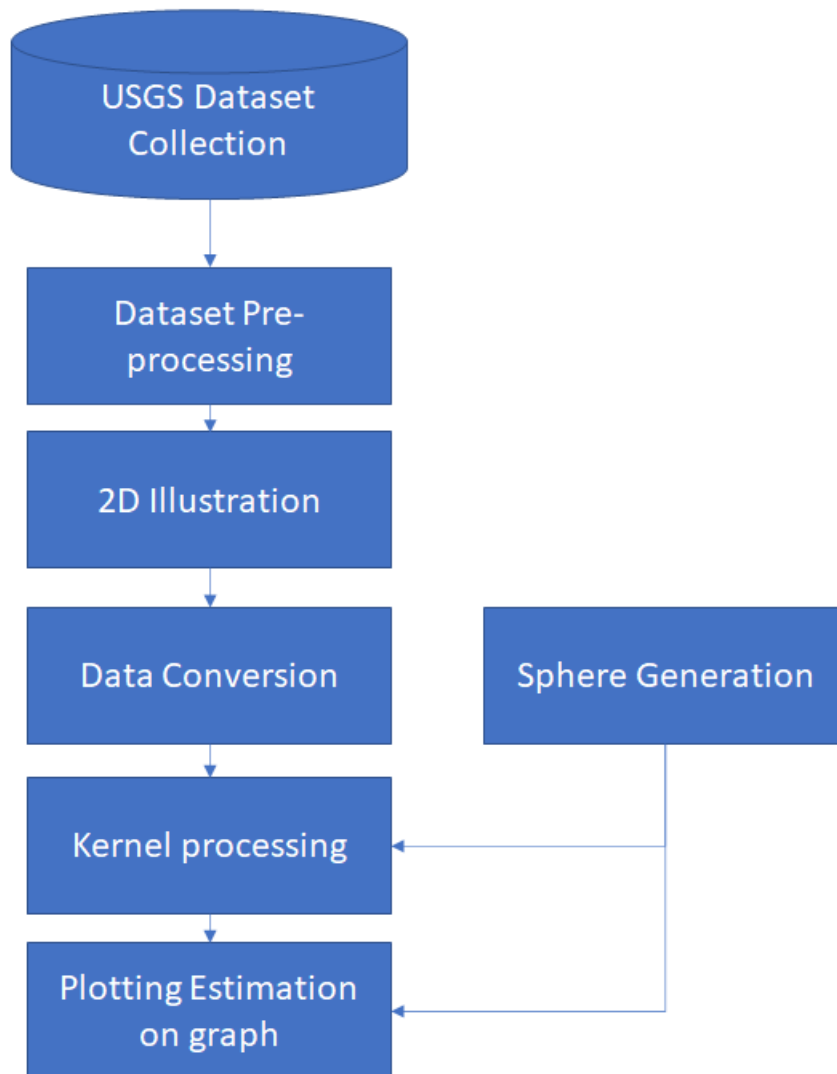 USGS Dataset
Collection
Dataset Pre-
processing
2D Illustration
Data Conversion
Sphere Generation
Kernel processing
Plotting Estimation
on graph